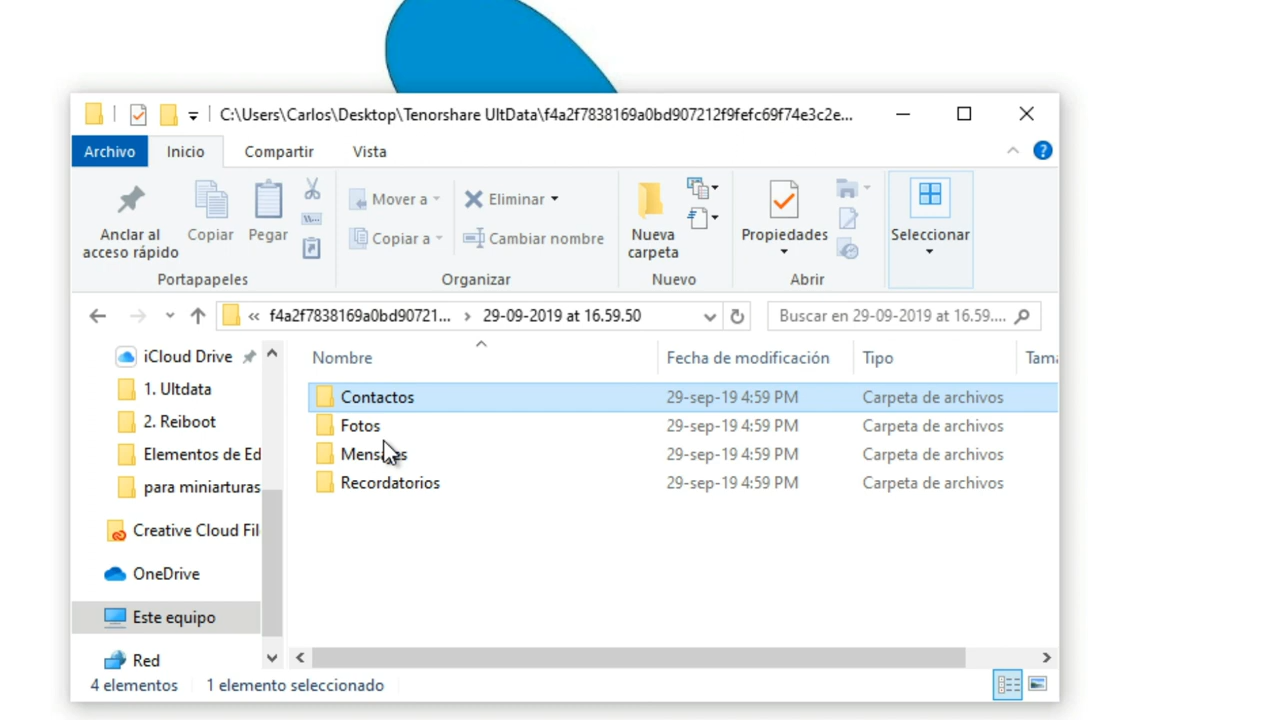 C:\Users\Carlos\Desktop\Tenorshare UltData\f4a2f7838169a0bd907212f9fefc69f74e3c2e...
Archivo Inicio Compartir Vista
Anclar al acceso rápido
Copiar
Pegar
Mover a
Copiar a
Eliminar
Cambiar nombre
Nueva carpeta
Propiedades
Seleccionar
Portapapeles Organizar Nuevo Abrir
« f4a2f7838169a0bd90721... > 29-09-2019 at 16.59.50
Buscar en 29-09-2019 at 16.59....
iCloud Drive
1. Ultdata
2. Reiboot
Elementos de Ed
para miniarturas
Creative Cloud Fil
OneDrive
Este equipo
Red
Nombre Fecha de modificación Tipo Tama
Contactos 29-sep-19 4:59 PM Carpeta de archivos
Fotos 29-sep-19 4:59 PM Carpeta de archivos
Mensajes 29-sep-19 4:59 PM Carpeta de archivos
Recordatorios 29-sep-19 4:59 PM Carpeta de archivos
4 elementos 1 elemento seleccionado